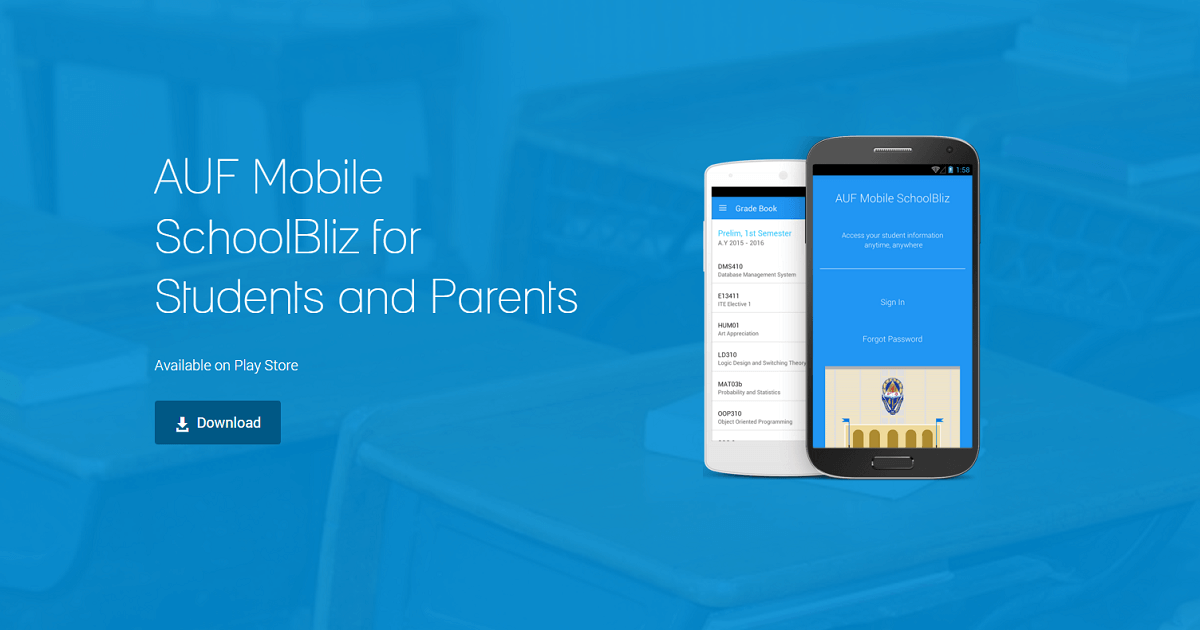 AUF Mobile
SchoolBliz for
Students and Parents
Available on Play Store
Download
Grade Book
Prelim, 1st Semester
A.Y 2015 - 2016
DMS410
Database Management System
E13411
ITE Elective 1
HUM01
Art Appreciation
LD310
Logic Design and Switching Theory
MAT03b
Probability and Statistics
OOP310
Object Oriented Programming
1:58
AUF Mobile SchoolBliz
Access your student information
anytime, anywhere
Sign In
Forgot Password